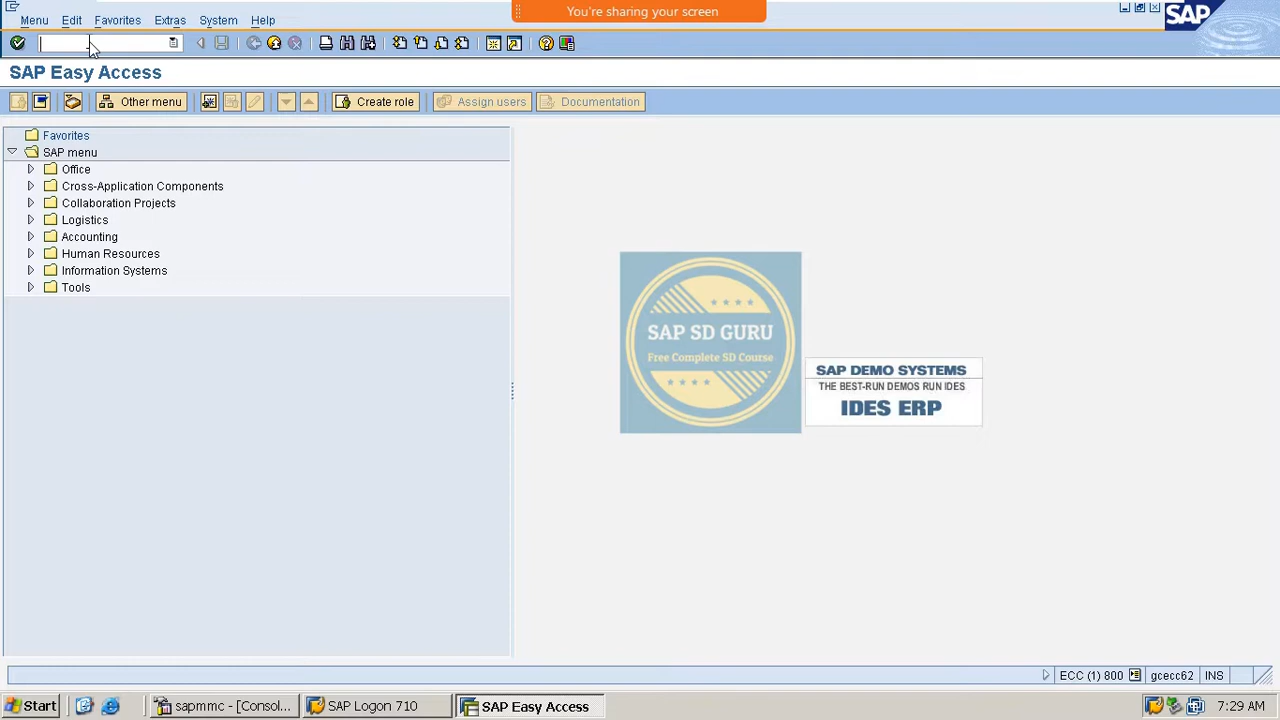 You're sharing your screen
Menu Edit Favorites Extras System Help
SAP
SAP Easy Access
Other menu Create role Assign users Documentation
Favorites
SAP menu
Office
Cross-Application Components
Collaboration Projects
Logistics
Accounting
Human Resources
Information Systems
Tools
SAP SD GURU
Free Complete SD Course
SAP DEMO SYSTEMS
THE BEST-RUN DEMOS RUN IDES
IDES ERP
ECC (1) 800 gcecc62 INS
Start sapmmc - [Consol... SAP Logon 710 SAP Easy Access 7:29 AM